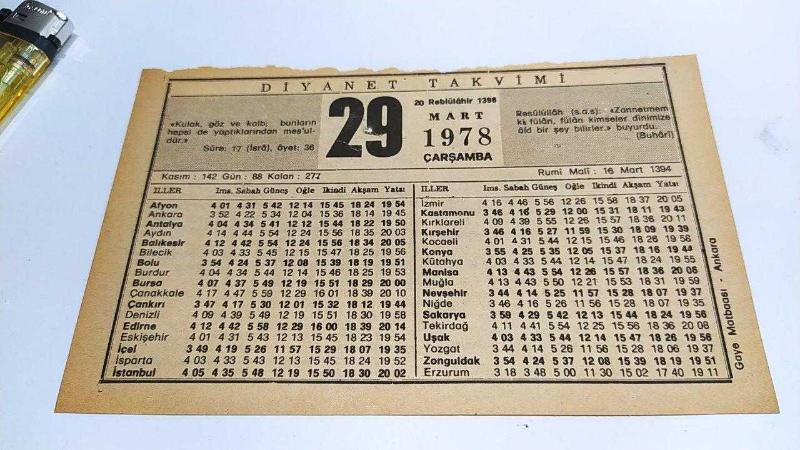 DİYANET TAKVİMİ
«Kulak, göz ve kalb; bunların
hepsi de yaptıklarından mes'ul-
dür.»
Sûre: 17 (İsrâ), âyet: 36
29
20 Rebîülâhir 1398
MART
1978
ÇARŞAMBA
Resûlüllâh (s.a.s): «Zannetmem
ki fülân, fülân kimseler dinimize
âid bir şey bilirler.» buyurdu.
(Buhârî)
Kasım: 142 Gün: 88 Kalan: 277
Rumî Malî: 16 Mart 1394
İLLER İms. Sabah Güneş Öğle İkindi Akşam Yatsı
Afyon 4 01 4 31 5 42 12 14 15 45 18 24 19 54
Ankara 3 52 4 22 5 34 12 04 15 36 18 14 19 45
Antalya 4 04 4 34 5 41 12 12 15 44 18 22 19 50
Aydın 4 14 4 44 5 54 12 24 15 56 18 35 20 03
Balıkesir 4 12 4 42 5 54 12 24 15 56 18 34 20 05
Bilecik 4 03 4 33 5 45 12 15 15 47 18 25 19 56
Bolu 3 54 4 24 5 37 12 08 15 39 18 19 19 51
Burdur 4 04 4 34 5 44 12 14 15 46 18 25 19 53
Bursa 4 07 4 37 5 49 12 19 15 51 18 29 20 00
Çanakkale 4 17 4 47 5 59 12 29 16 01 18 39 20 10
Çankırı 3 47 4 17 5 30 12 01 15 32 18 12 19 44
Denizli 4 09 4 39 5 49 12 19 15 51 18 30 19 58
Edirne 4 12 4 42 5 58 12 29 16 00 18 39 20 14
Eskişehir 4 01 4 31 5 43 12 13 15 45 18 23 19 54
İçel 3 49 4 19 5 26 11 57 15 29 18 07 19 35
Isparta 4 03 4 33 5 43 12 13 15 45 18 24 19 52
İstanbul 4 05 4 35 5 48 12 19 15 50 18 30 20 02
İLLER İms. Sabah Güneş Öğle İkindi Akşam Yatsı
İzmir 4 16 4 46 5 56 12 26 15 58 18 37 20 05
Kastamonu 3 46 4 16 5 29 12 00 15 31 18 11 19 43
Kırklareli 4 09 4 39 5 55 12 26 15 57 18 36 20 11
Kırşehir 3 46 4 16 5 27 11 59 15 30 18 09 19 39
Kocaeli 4 01 4 31 5 44 12 15 15 46 18 26 19 58
Konya 3 55 4 25 5 35 12 05 15 37 18 16 19 44
Kütahya 4 03 4 33 5 44 12 14 15 47 18 24 19 55
Manisa 4 13 4 43 5 54 12 26 15 57 18 36 20 06
Muğla 4 13 4 43 5 50 12 21 15 53 18 31 19 59
Nevşehir 3 44 4 14 5 25 11 57 15 28 18 07 19 37
Niğde 3 46 4 16 5 26 11 56 15 28 18 07 19 35
Sakarya 3 59 4 29 5 42 12 13 15 44 18 24 19 56
Tekirdağ 4 11 4 41 5 54 12 25 15 56 18 36 20 08
Uşak 4 03 4 33 5 44 12 14 15 47 18 26 19 56
Yozgat 3 44 4 14 5 26 11 56 15 28 18 06 19 37
Zonguldak 3 54 4 24 5 37 12 08 15 39 18 19 19 51
Erzurum 3 18 3 48 5 00 11 30 15 02 17 40 19 11
Gaye Matbaası - Ankara